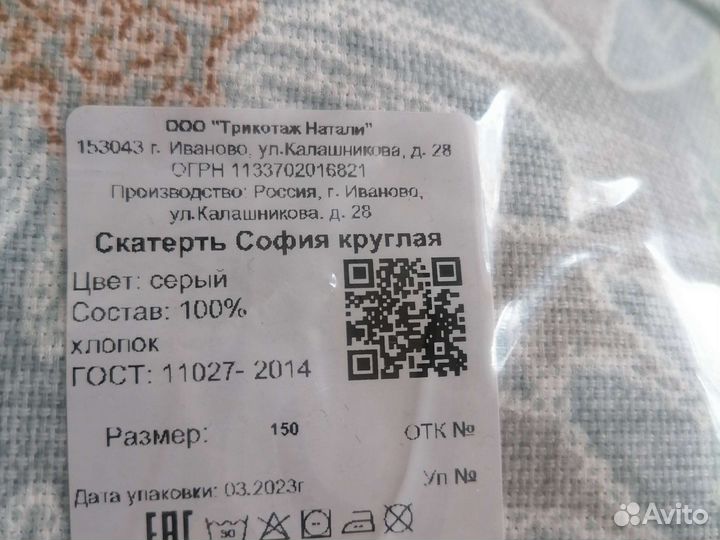 ООО "Трикотаж Натали"
153043 г. Иваново, ул.Калашникова, д. 28
ОГРН 1133702016821
Производство: Россия, г. Иваново,
ул.Калашникова. д. 28
Скатерть София круглая
Цвет: серый
Состав: 100%
хлопок
ГОСТ: 11027- 2014
Размер: 150 ОТК №
Уп №
Дата упаковки: 03.2023г
EAC 30
Avito